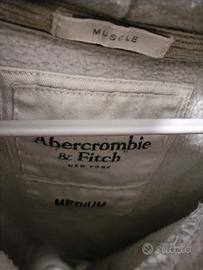 MUSCLE
Abercrombie
& Fitch
NEW YORK
MEDIUM
subito